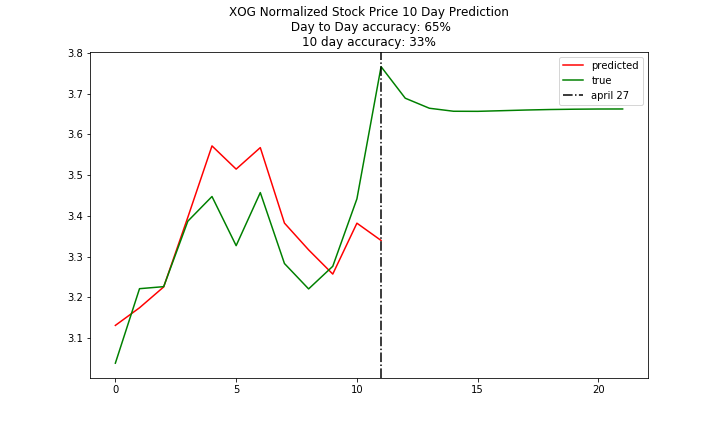 XOG Normalized Stock Price 10 Day Prediction
Day to Day accuracy: 65%
10 day accuracy: 33%
3.8
3.7
3.6
3.5
3.4
3.3
3.2
3.1
predicted
true
april 27
0
5
10
15
20